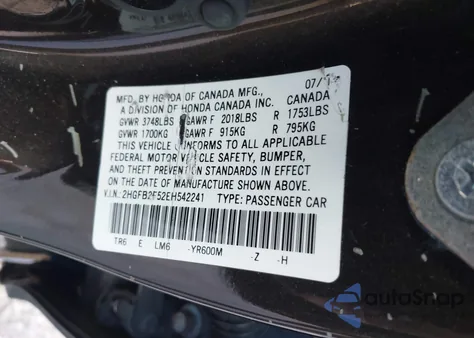 MFD. BY HONDA OF CANADA MFG., CANADA 07/
A DIVISION OF HONDA CANADA INC.
GVWR 3748LBS GAWR F 2018LBS R 1753LBS
GVWR 1700KG GAWR F 915KG R 795KG
THIS VEHICLE CONFORMS TO ALL APPLICABLE
FEDERAL MOTOR VEHICLE SAFETY, BUMPER,
AND THEFT PREVENTION STANDARDS IN EFFECT
ON THE DATE OF MANUFACTURE SHOWN ABOVE.
V.I.N.: 2HGFB2F52EH542241 TYPE: PASSENGER CAR
TR6 E LM6 -YR600M -Z -H
autoSnap